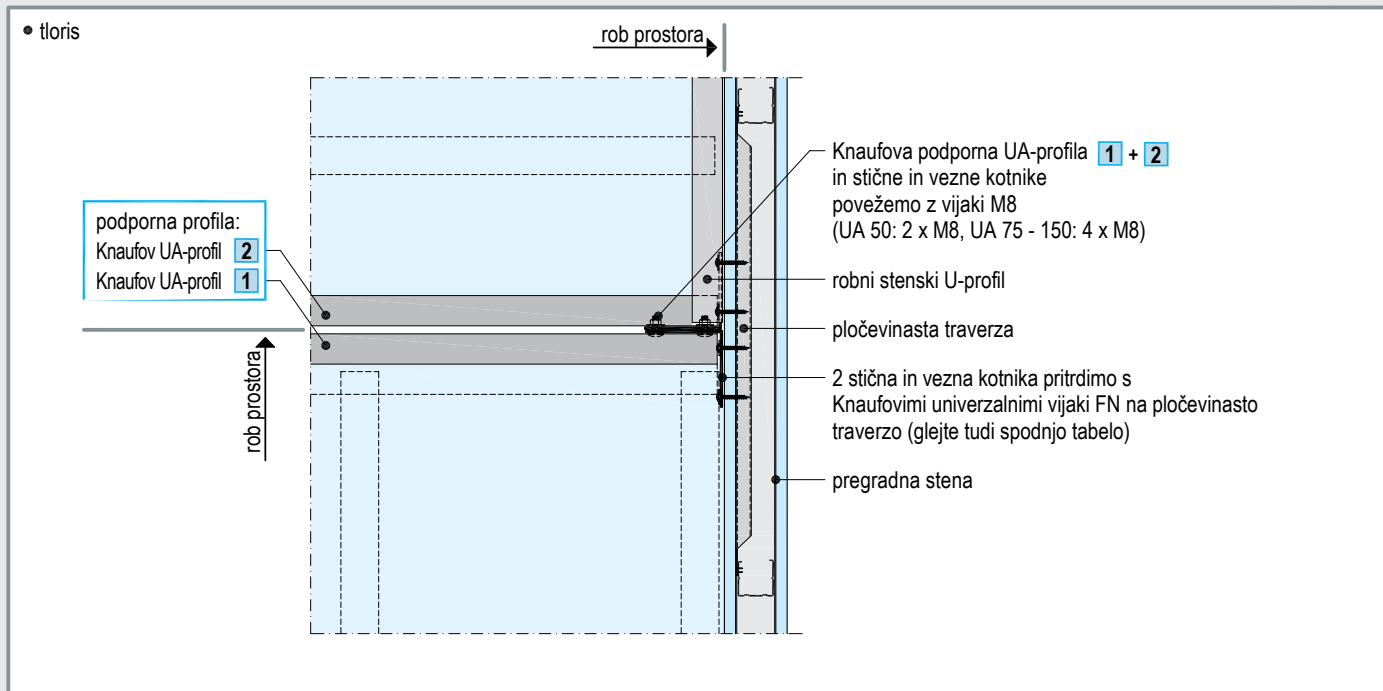 ● tloris
rob prostora
Knaufova podporna UA-profila 1 + 2
in stične in vezne kotnike
povežemo z vijaki M8
(UA 50: 2 x M8, UA 75 - 150: 4 x M8)
podporna profila:
Knaufov UA-profil 2
Knaufov UA-profil 1
robni stenski U-profil
pločevinasta traverza
rob prostora
2 stična in vezna kotnika pritrdimo s
Knaufovimi univerzalnimi vijaki FN na pločevinasto
traverzo (glejte tudi spodnjo tabelo)
pregradna stena